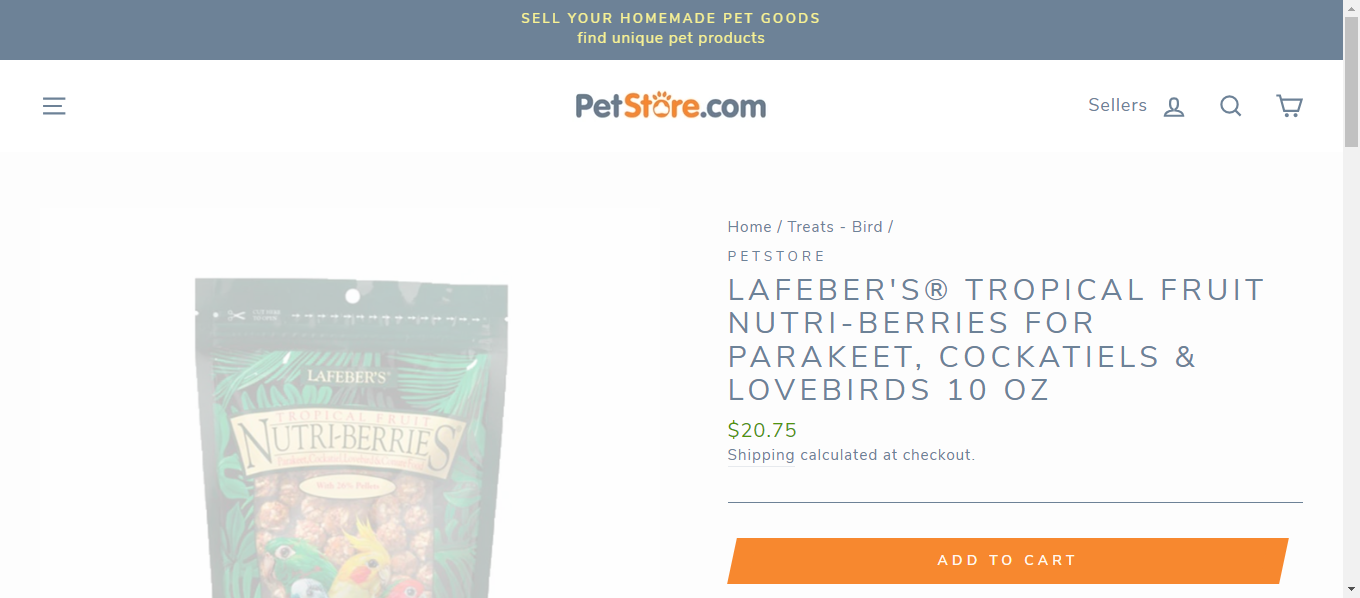 SELL YOUR HOMEMADE PET GOODS
find unique pet products
PetStore.com
Sellers
Home / Treats - Bird /
PETSTORE
LAFEBER'S® TROPICAL FRUIT
NUTRI-BERRIES FOR
PARAKEET, COCKATIELS &
LOVEBIRDS 10 OZ
$20.75
Shipping calculated at checkout.
ADD TO CART
LAFEBER'S
TROPICAL FRUIT
NUTRI-BERRIES